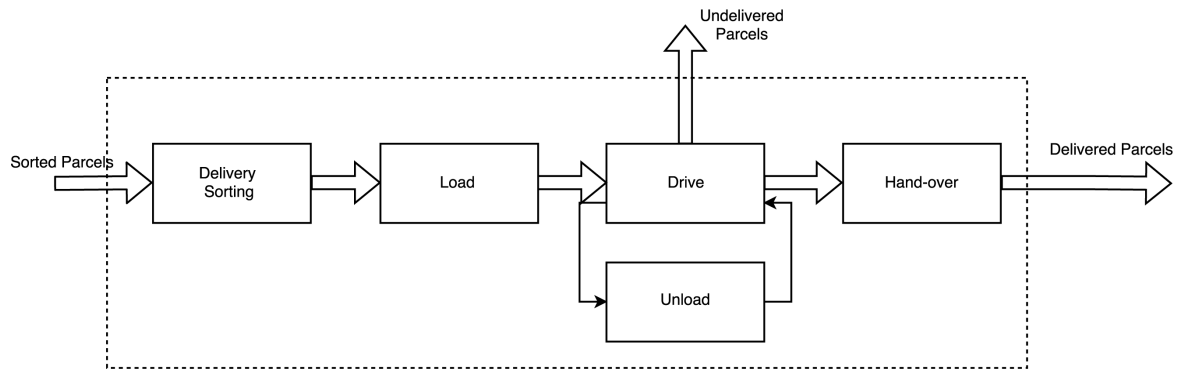 Undelivered
Parcels
Sorted Parcels
Delivery
Sorting
Load
Drive
Hand-over
Delivered Parcels
Unload